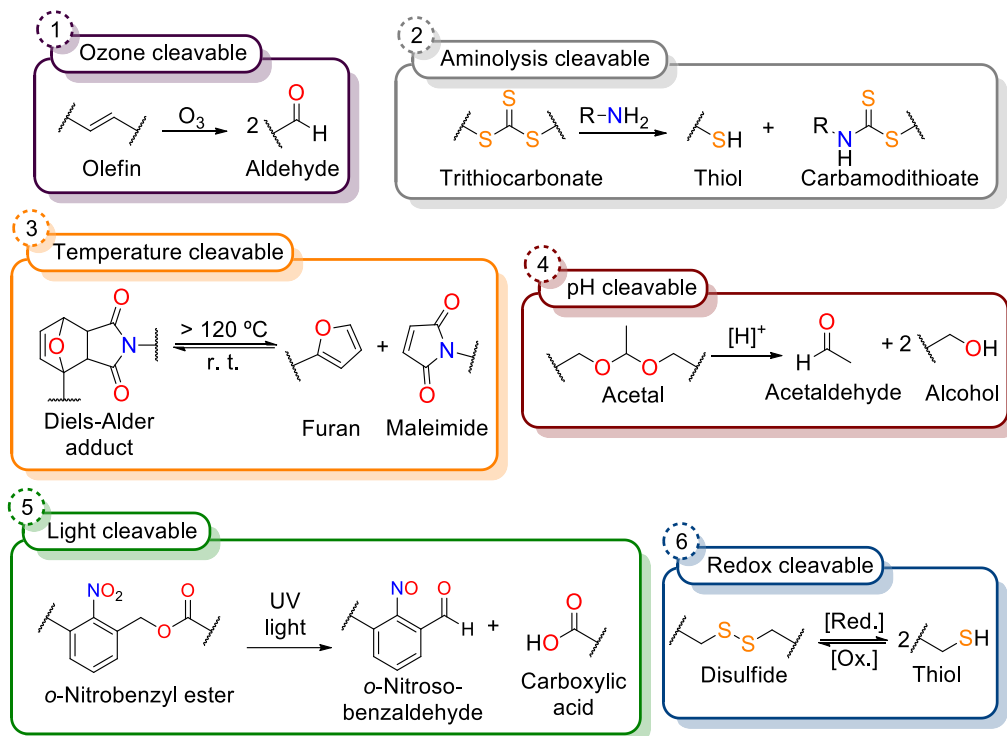 1
Ozone cleavable
O3
2
O
H
Olefin
Aldehyde
2
Aminolysis cleavable
S
S
S
R-NH2
SH
+
R
N
H
S
S
Trithiocarbonate
Thiol
Carbamodithioate
3
Temperature cleavable
O
O
N
O
> 120 ºC
r. t.
O
+
O
N
O
Diels-Alder
adduct
Furan
Maleimide
4
pH cleavable
O
O
[H]+
O
H
+ 2
OH
Acetal
Acetaldehyde
Alcohol
5
Light cleavable
NO2
O
O
UV
light
NO
O
H
+
O
HO
o-Nitrobenzyl ester
o-Nitroso-
benzaldehyde
Carboxylic
acid
6
Redox cleavable
S
S
[Red.]
[Ox.]
2
SH
Disulfide
Thiol